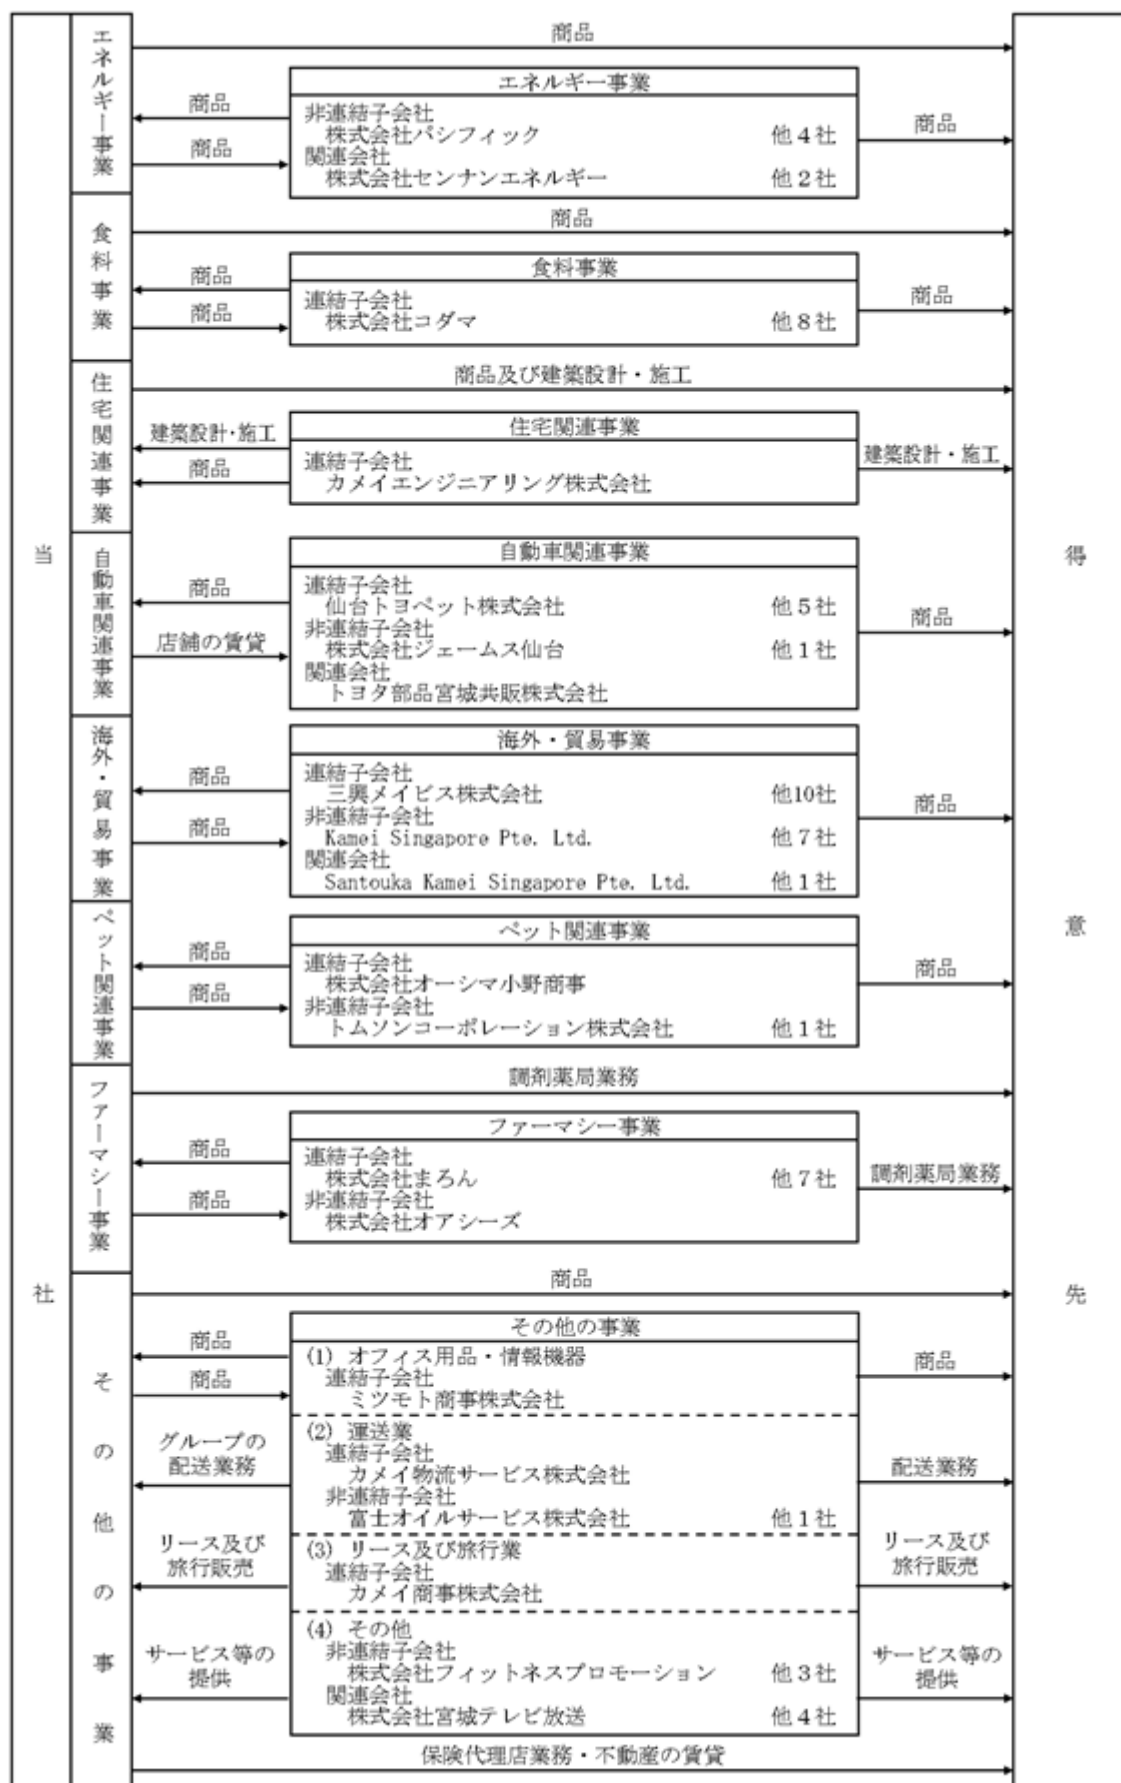 当社
得意先
エネルギー事業
商品
エネルギー事業
商品
商品
非連結子会社
株式会社パシフィック 他4社
関連会社
株式会社センナンエネルギー 他2社
商品
食料事業
商品
食料事業
商品
商品
連結子会社
株式会社コダマ 他8社
商品
住宅関連事業
商品及び建築設計・施工
住宅関連事業
建築設計・施工
商品
連結子会社
カメイエンジニアリング株式会社
建築設計・施工
自動車関連事業
自動車関連事業
商品
店舗の賃貸
連結子会社
仙台トヨペット株式会社 他5社
非連結子会社
株式会社ジェームス仙台 他1社
関連会社
トヨタ部品宮城共販株式会社
商品
海外・貿易事業
海外・貿易事業
商品
商品
連結子会社
三興メイビス株式会社 他10社
非連結子会社
Kamei Singapore Pte. Ltd. 他7社
関連会社
Santouka Kamei Singapore Pte. Ltd. 他1社
商品
ペット関連事業
ペット関連事業
商品
商品
連結子会社
株式会社オーシマ小野商事
非連結子会社
トムソンコーポレーション株式会社 他1社
商品
ファーマシー事業
調剤薬局業務
ファーマシー事業
商品
商品
連結子会社
株式会社まろん 他7社
非連結子会社
株式会社オアシーズ
調剤薬局業務
その他の事業
商品
その他の事業
商品
商品
(1) オフィス用品・情報機器
連結子会社
ミツモト商事株式会社
商品
グループの
配送業務
(2) 運送業
連結子会社
カメイ物流サービス株式会社
非連結子会社
富士オイルサービス株式会社 他1社
配送業務
リース及び
旅行販売
(3) リース及び旅行業
連結子会社
カメイ商事株式会社
リース及び
旅行販売
サービス等の
提供
(4) その他
非連結子会社
株式会社フィットネスプロモーション 他3社
関連会社
株式会社宮城テレビ放送 他4社
サービス等の
提供
保険代理店業務・不動産の賃貸